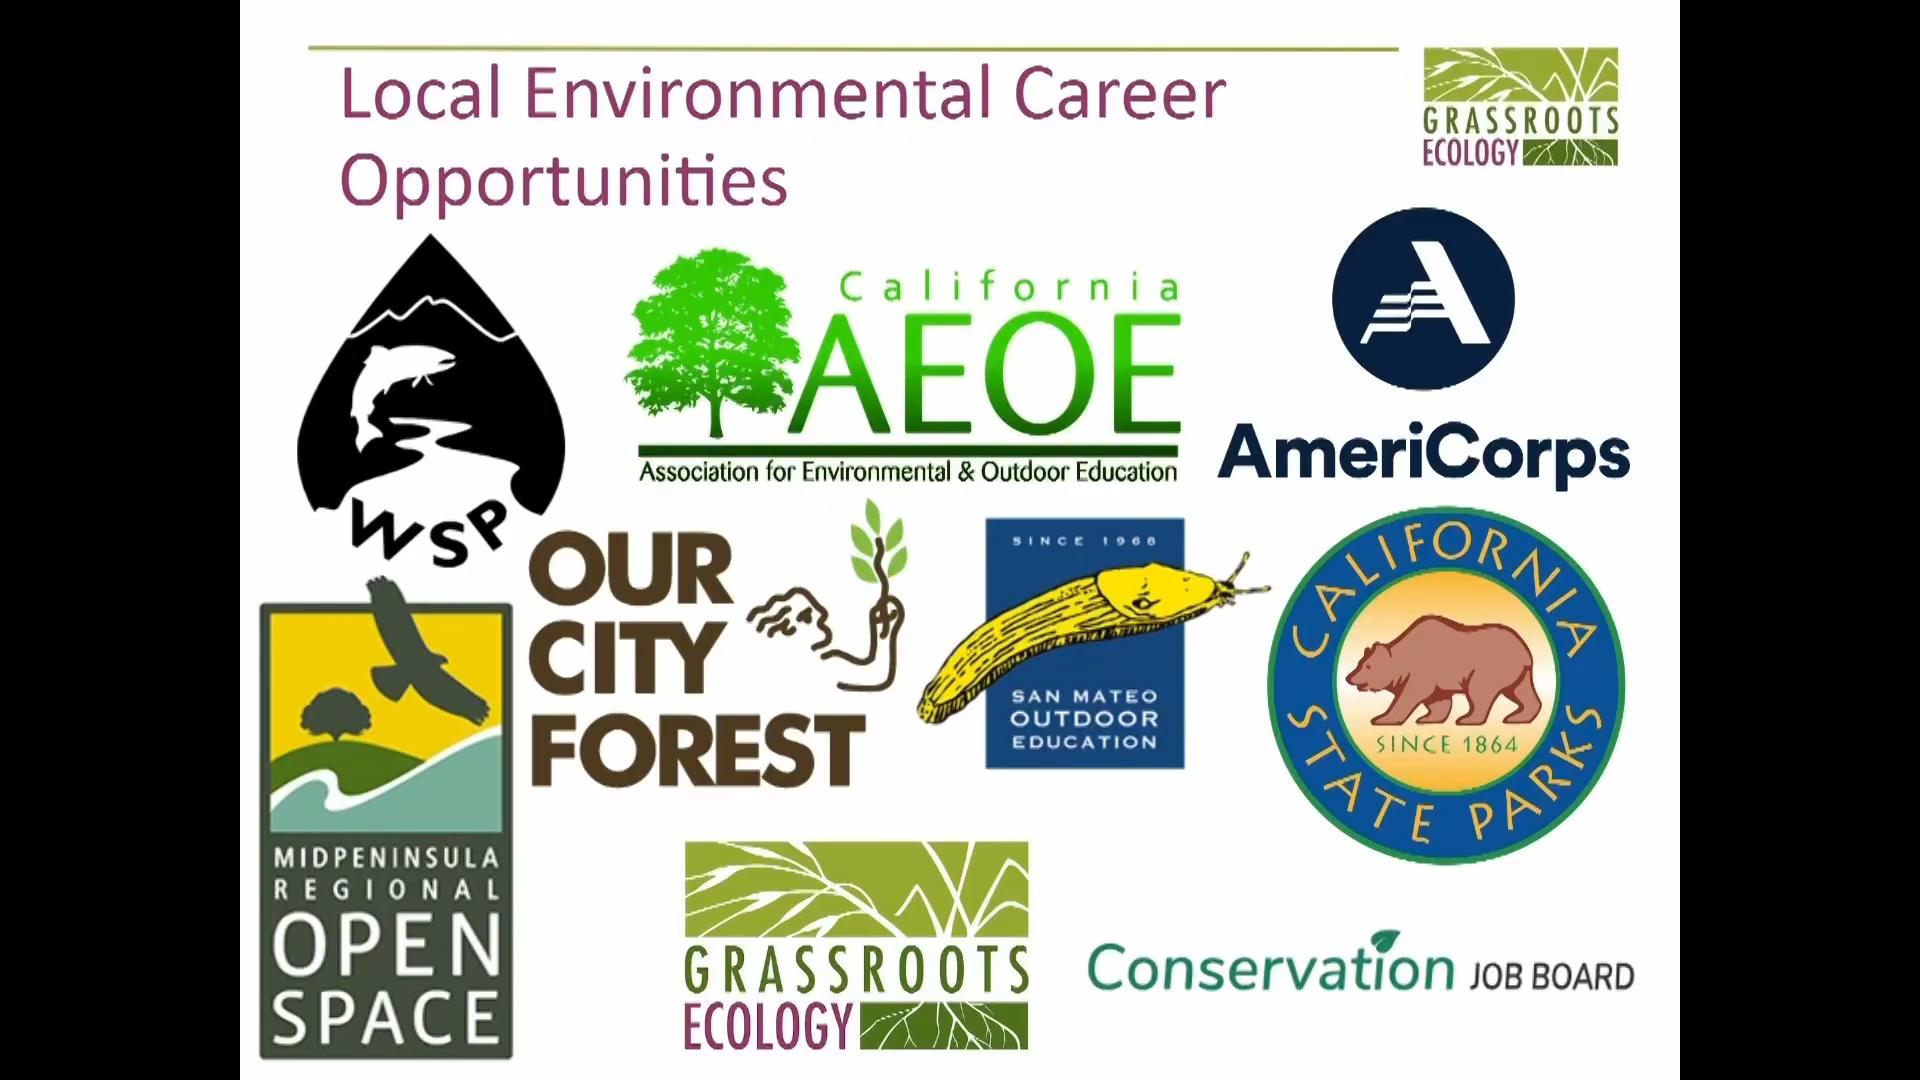 Local Environmental Career
Opportunities
GRASSROOTS
ECOLOGY
WSP
California
AEOE
Association for Environmental & Outdoor Education
AmeriCorps
OUR
CITY
FOREST
SINCE 1968
SAN MATEO
OUTDOOR
EDUCATION
CALIFORNIA
STATE PARKS
SINCE 1864
MIDPENINSULA
REGIONAL
OPEN
SPACE
GRASSROOTS
ECOLOGY
Conservation JOB BOARD